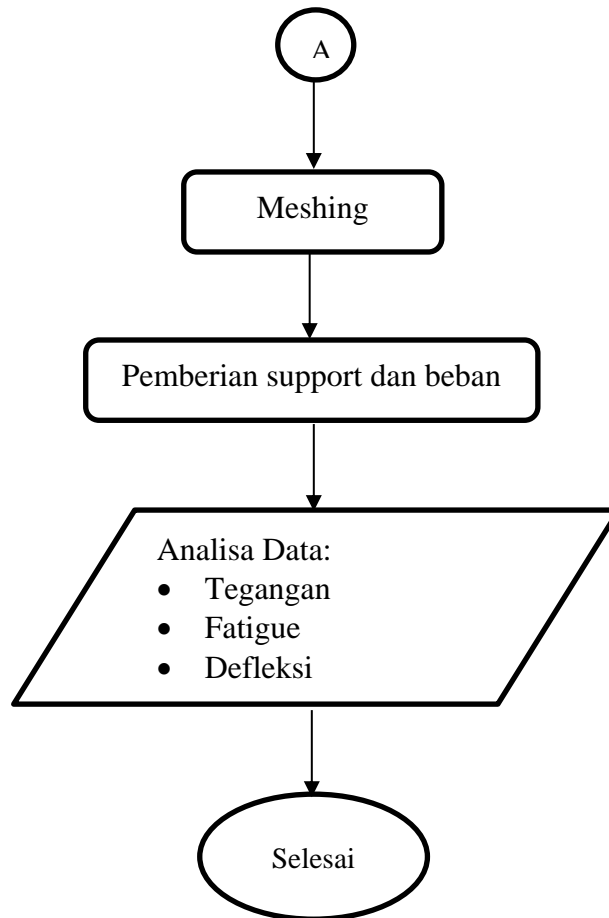 A
Meshing
Pemberian support dan beban
Analisa Data:
• Tegangan
• Fatigue
• Defleksi
Selesai